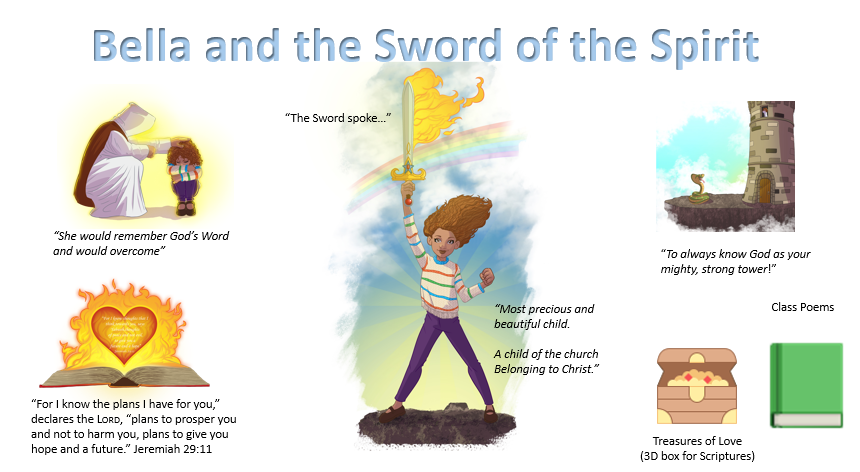 Bella and the Sword of the Spirit
“The Sword spoke…”
“She would remember God’s Word
and would overcome”
“To always know God as your
mighty, strong tower!”
“Most precious and
beautiful child.
A child of the church
Belonging to Christ.”
Class Poems
“For I know the plans I have for you,”
declares the LORD, “plans to prosper you
and not to harm you, plans to give you
hope and a future.” Jeremiah 29:11
Treasures of Love
(3D box for Scriptures)